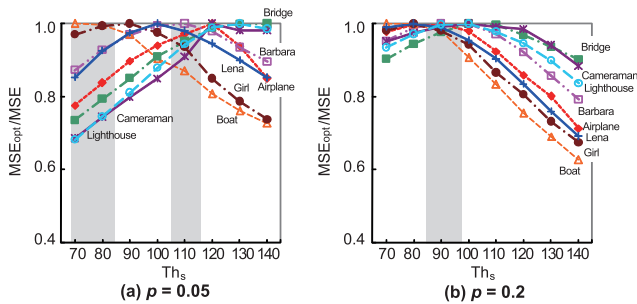 1.0
0.8
0.6
0.4
MSEopt/MSE
70 80 90 100 110 120 130 140
Ths
Bridge
Barbara
Lena
Girl
Airplane
Cameraman
Lighthouse
Boat
(a) p = 0.05
1.0
0.8
0.6
0.4
MSEopt/MSE
70 80 90 100 110 120 130 140
Ths
Bridge
Cameraman
Lighthouse
Barbara
Airplane
Lena
Girl
Boat
(b) p = 0.2